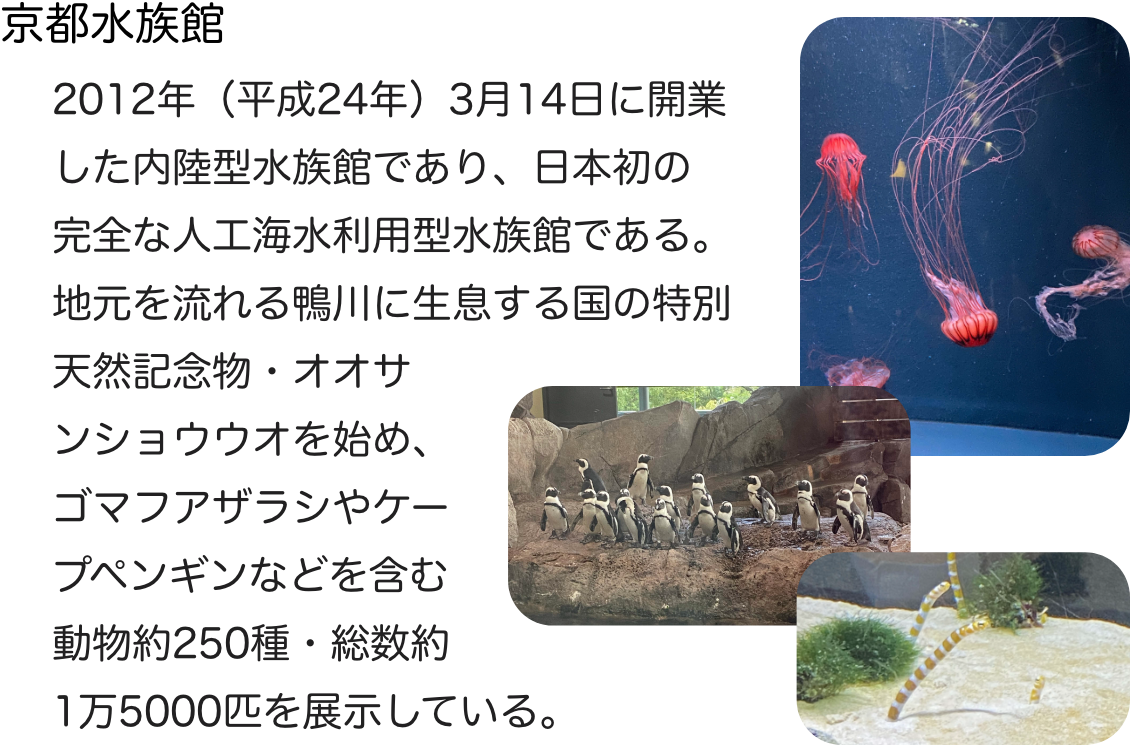 京都水族館
2012年（平成24年）3月14日に開業
した内陸型水族館であり、日本初の
完全な人工海水利用型水族館である。
地元を流れる鴨川に生息する国の特別
天然記念物・オオサ
ンショウウオを始め、
ゴマフアザラシやケー
プペンギンなどを含む
動物約250種・総数約
1万5000匹を展示している。